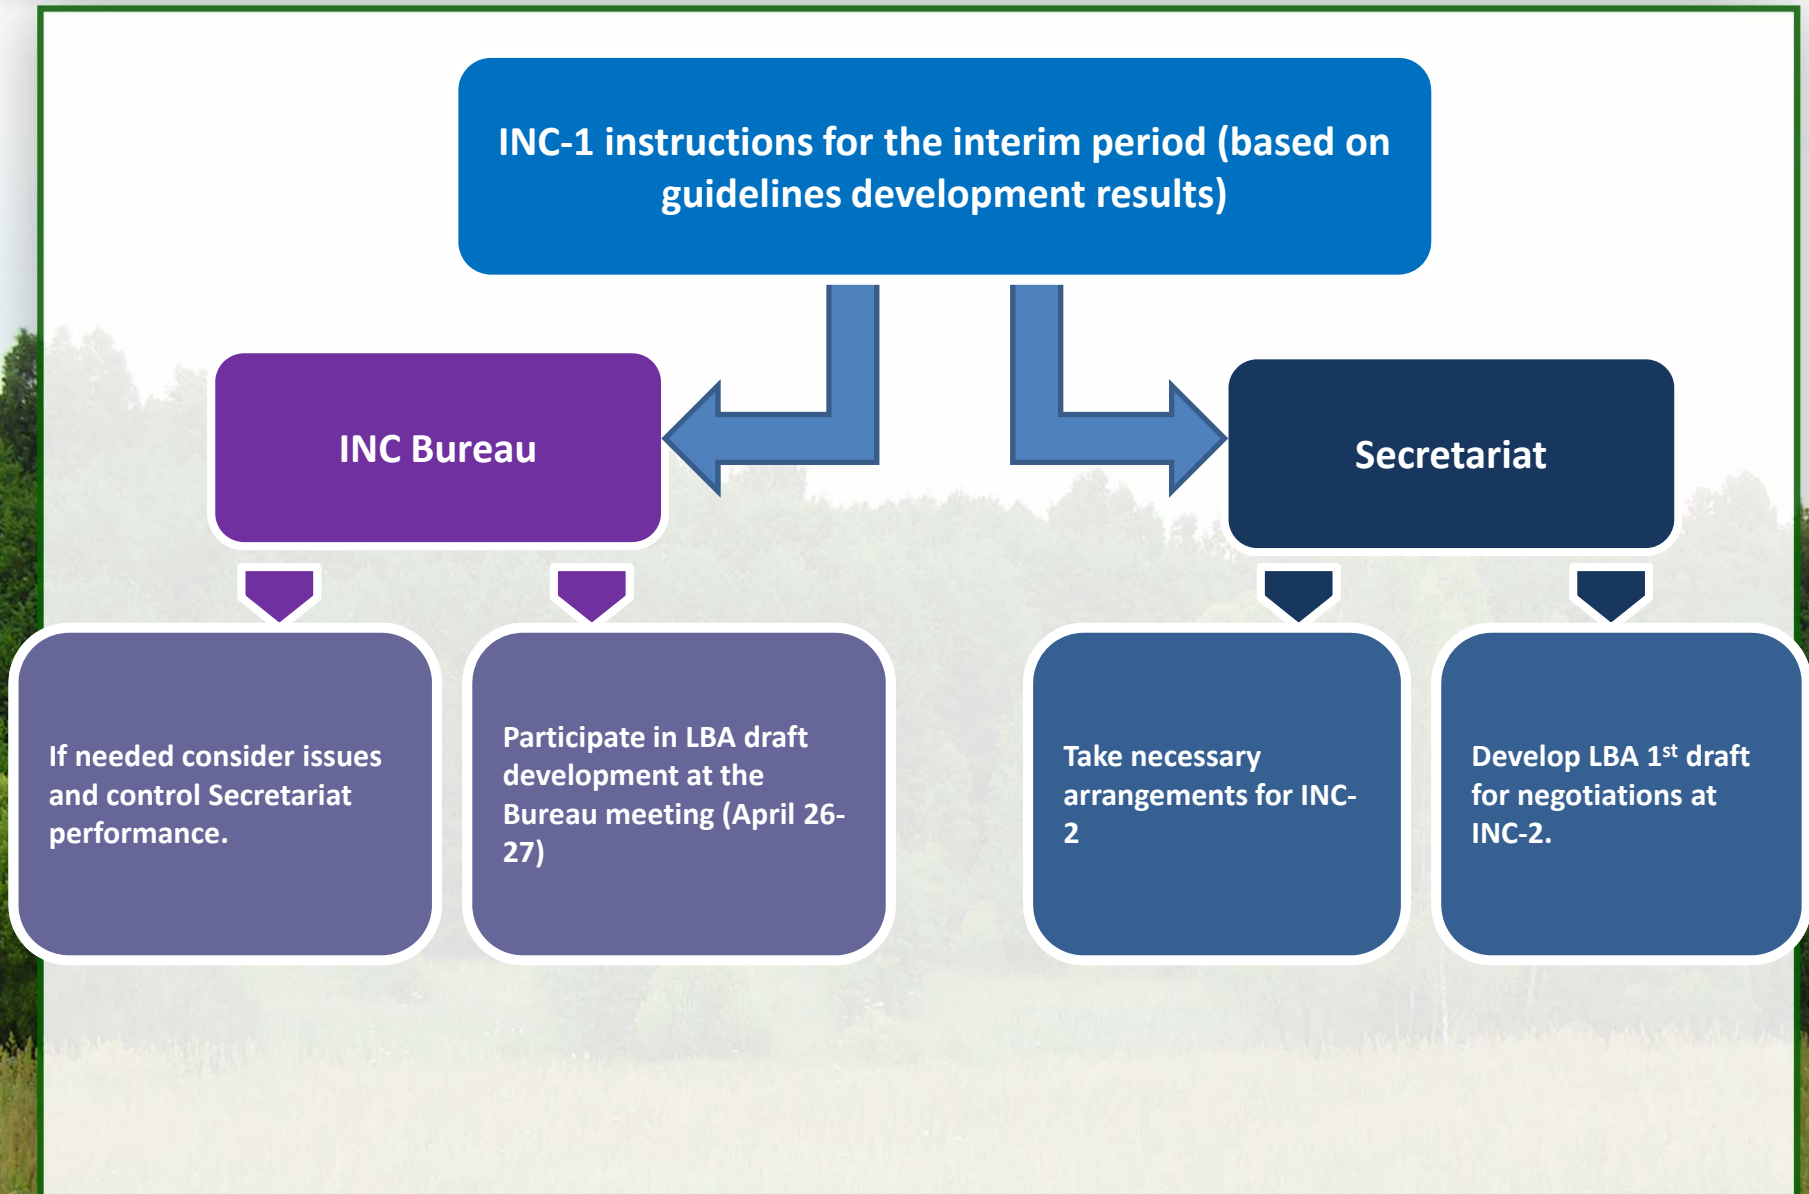 INC-1 instructions for the interim period (based on
guidelines development results)
INC Bureau
Secretariat
If needed consider issues
and control Secretariat
performance.
Participate in LBA draft
development at the
Bureau meeting (April 26-
27)
Take necessary
arrangements for INC-
2
Develop LBA 1st draft
for negotiations at
INC-2.